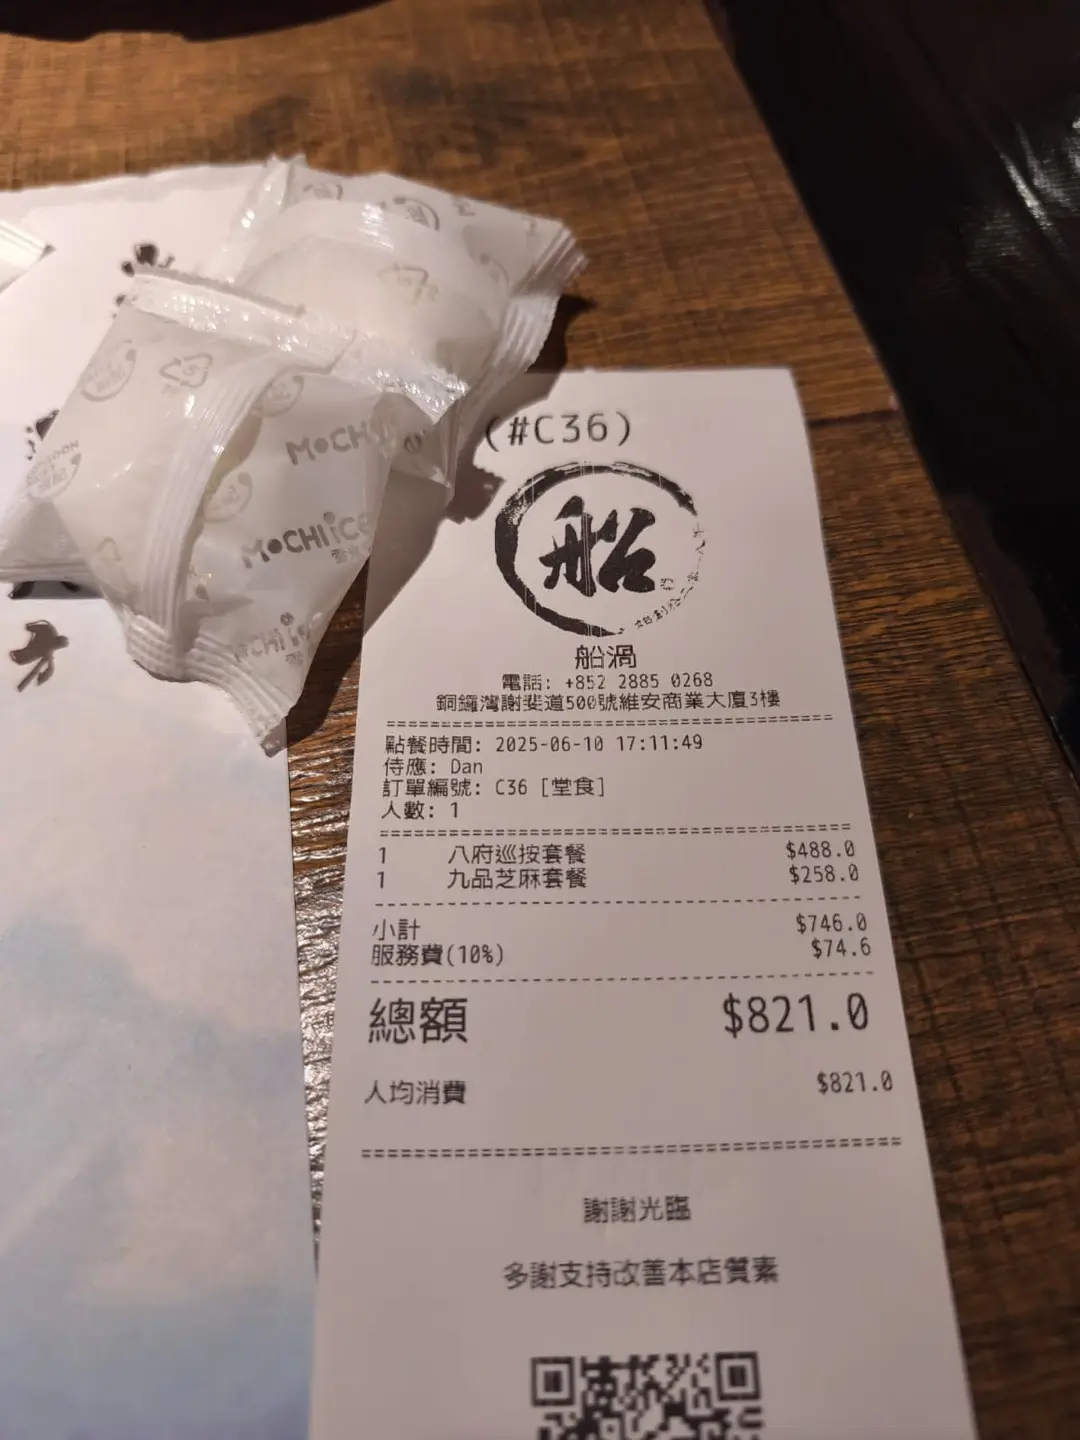 MOCHI
MOCHIice
方
(#C36)
船
船渦
電話: +852 2885 0268
銅鑼灣謝斐道500號維安商業大廈3樓
點餐時間: 2025-06-10 17:11:49
侍應: Dan
訂單編號: C36 [堂食]
人數: 1
1 八府巡按套餐 $488.0
1 九品芝麻套餐 $258.0
小計 $746.0
服務費(10%) $74.6
總額 $821.0
人均消費 $821.0
謝謝光臨
多謝支持改善本店質素